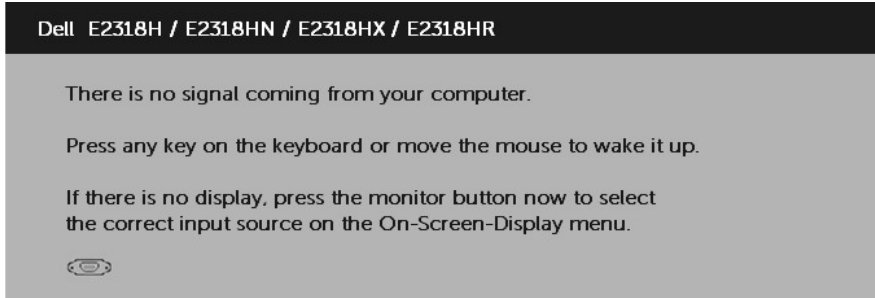 Dell E2318H / E2318HN / E2318HX / E2318HR
There is no signal coming from your computer.
Press any key on the keyboard or move the mouse to wake it up.
If there is no display, press the monitor button now to select
the correct input source on the On-Screen-Display menu.